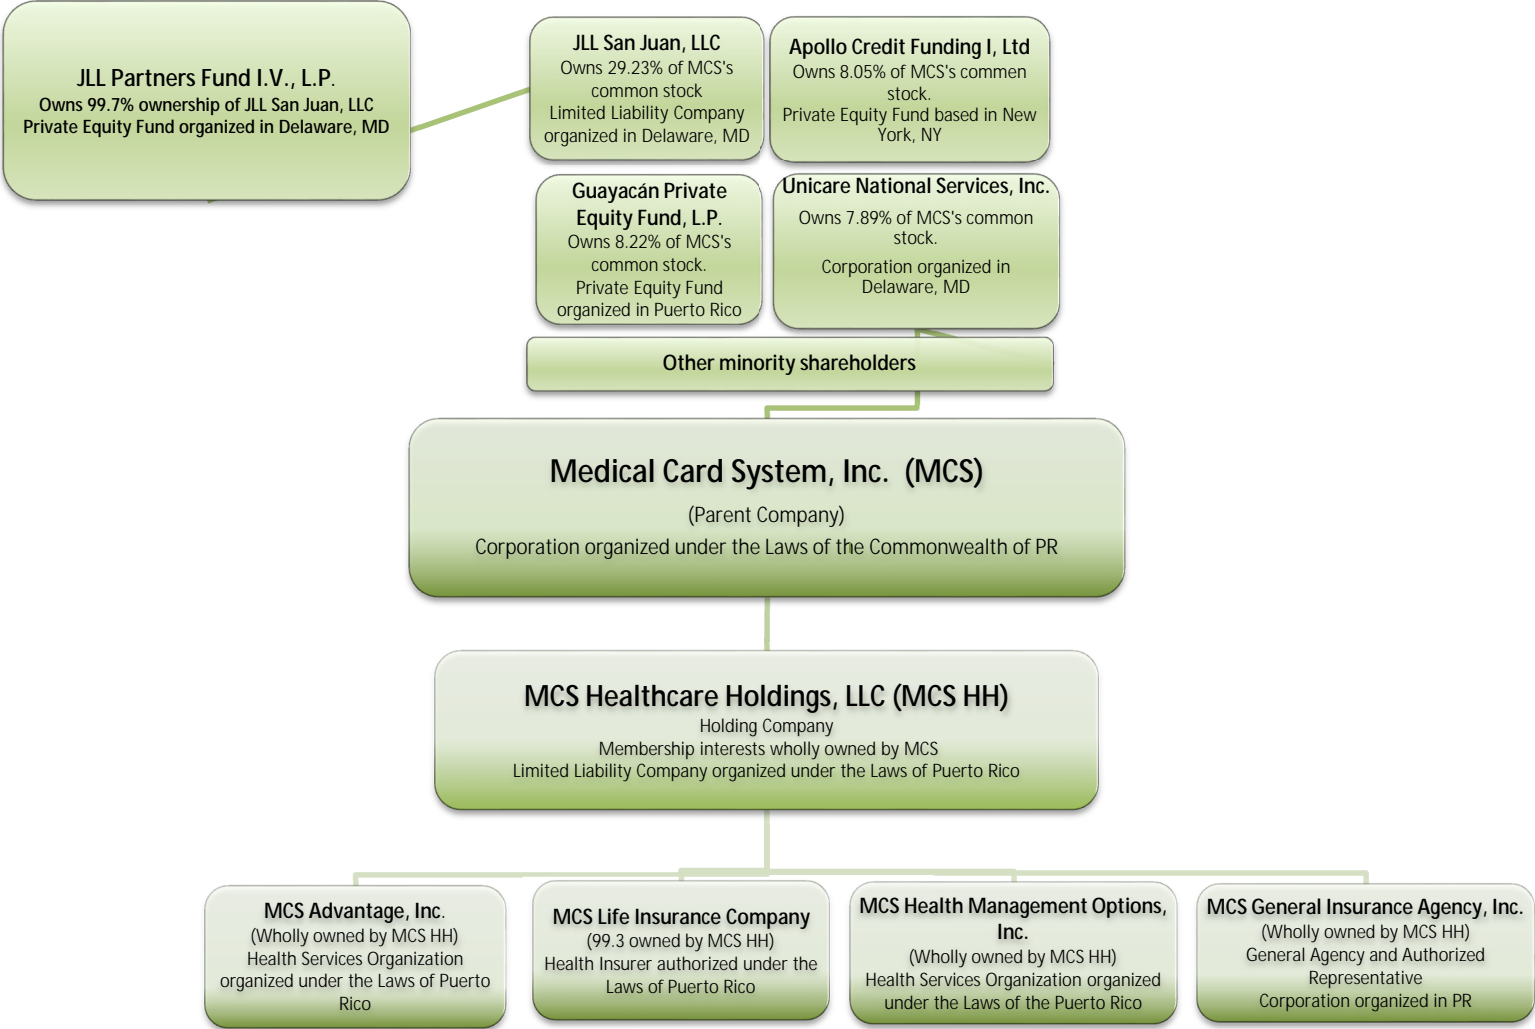 JLL Partners Fund I.V., L.P.
Owns 99.7% ownership of JLL San Juan, LLC
Private Equity Fund organized in Delaware, MD
JLL San Juan, LLC
Owns 29.23% of MCS's
common stock
Limited Liability Company
organized in Delaware, MD
Apollo Credit Funding I, Ltd
Owns 8.05% of MCS's commen
stock.
Private Equity Fund based in New
York, NY
Guayacán Private
Equity Fund, L.P.
Owns 8.22% of MCS's
common stock.
Private Equity Fund
organized in Puerto Rico
Unicare National Services, Inc.
Owns 7.89% of MCS's common
stock.
Corporation organized in
Delaware, MD
Other minority shareholders
Medical Card System, Inc. (MCS)
(Parent Company)
Corporation organized under the Laws of the Commonwealth of PR
MCS Healthcare Holdings, LLC (MCS HH)
Holding Company
Membership interests wholly owned by MCS
Limited Liability Company organized under the Laws of Puerto Rico
MCS Advantage, Inc.
(Wholly owned by MCS HH)
Health Services Organization
organized under the Laws of Puerto
Rico
MCS Life Insurance Company
(99.3 owned by MCS HH)
Health Insurer authorized under the
Laws of Puerto Rico
MCS Health Management Options,
Inc.
(Wholly owned by MCS HH)
Health Services Organization organized
under the Laws of the Puerto Rico
MCS General Insurance Agency, Inc.
(Wholly owned by MCS HH)
General Agency and Authorized
Representative
Corporation organized in PR